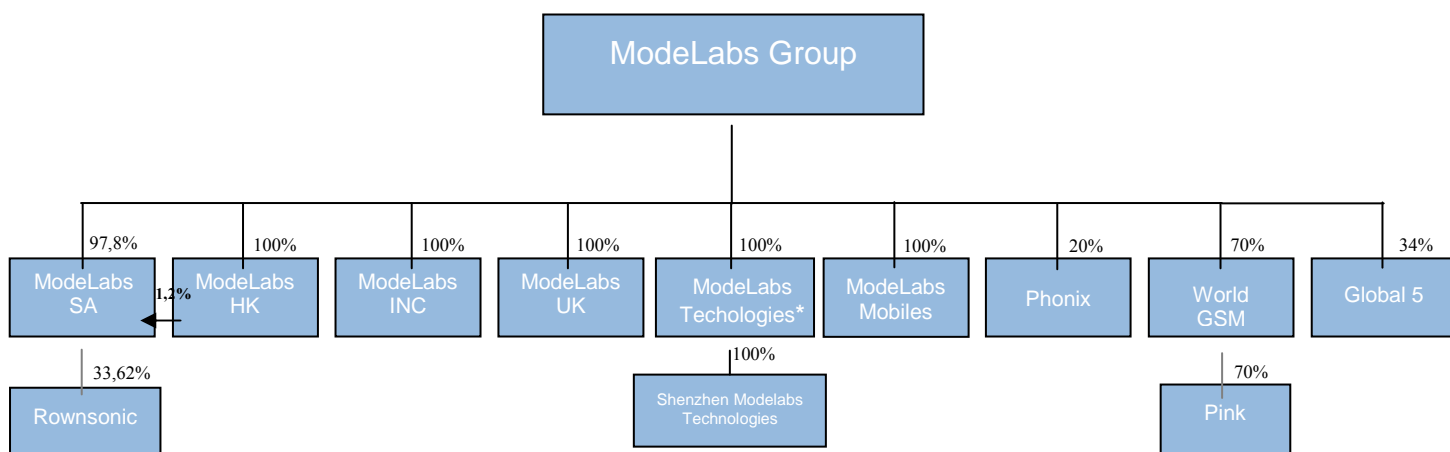 ModeLabs Group
97,8%
100%
100%
100%
100%
100%
20%
70%
34%
ModeLabs
SA
1,2%
ModeLabs
HK
ModeLabs
INC
ModeLabs
UK
ModeLabs
Techologies*
ModeLabs
Mobiles
Phonix
World
GSM
Global 5
33,62%
100%
70%
Rownsonic
Shenzhen Modelabs
Technologies
Pink